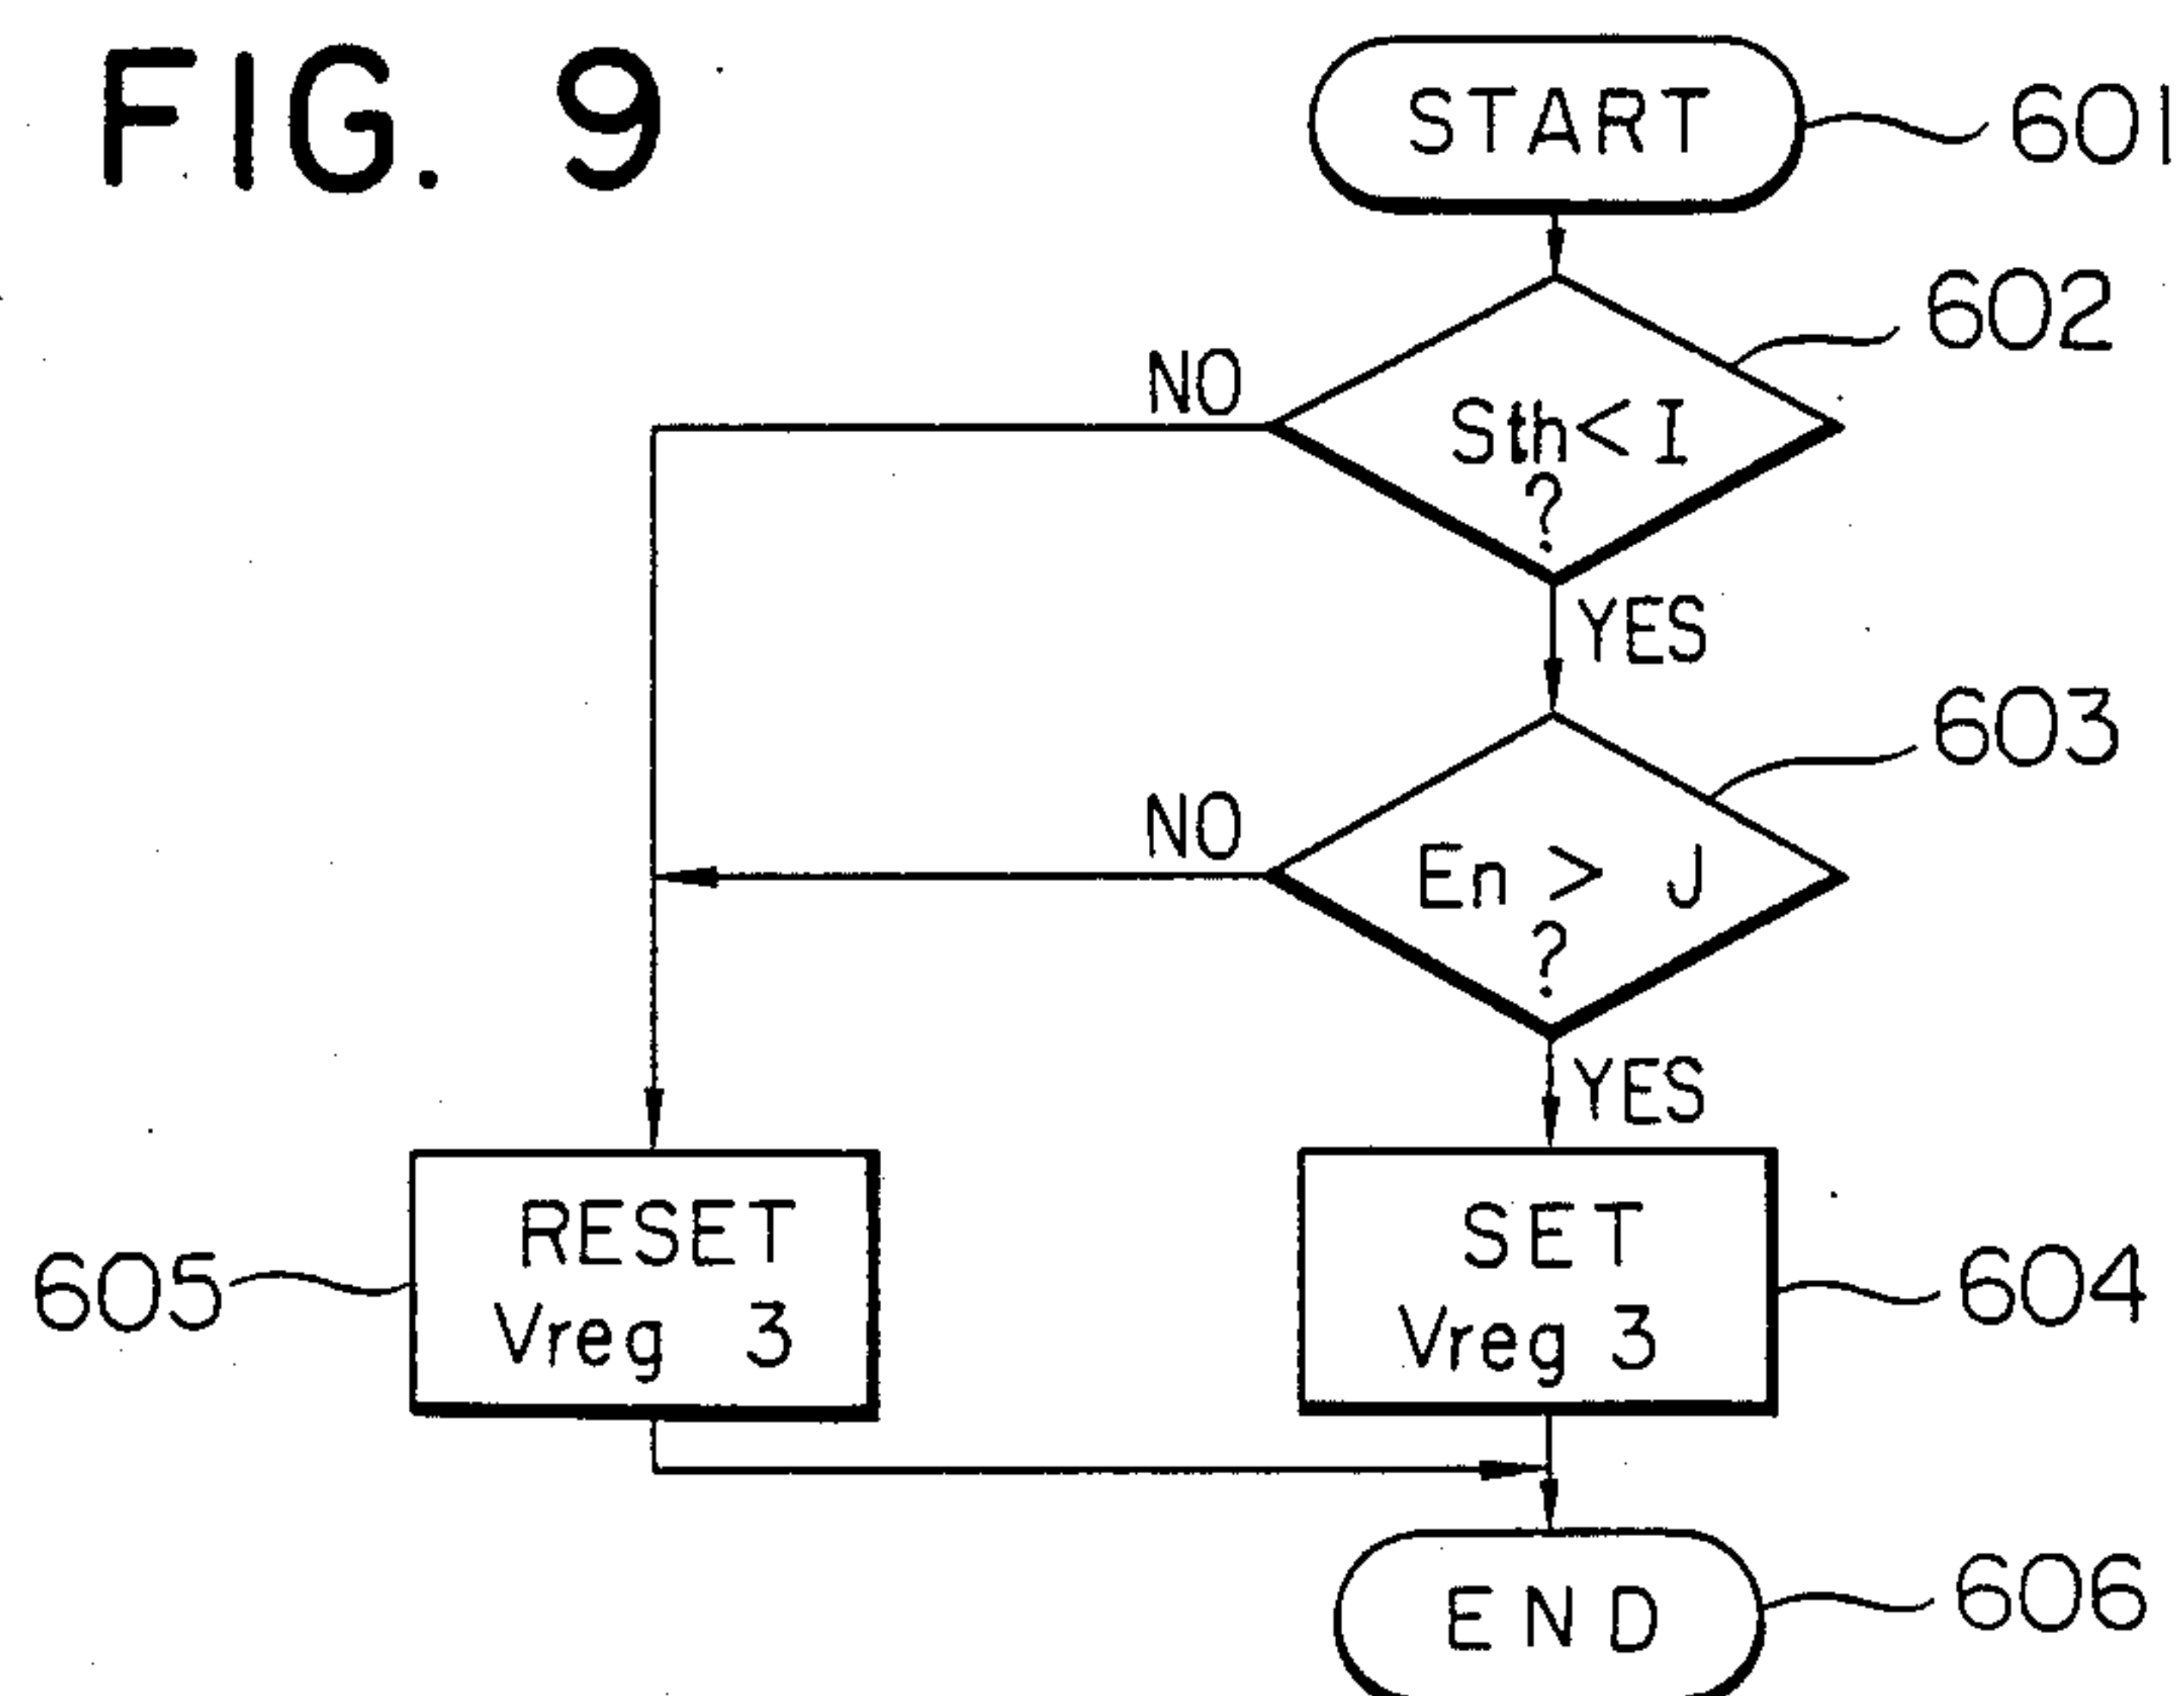 FIG. 9
START
601
602
NO
Sth<I
?
YES
603
NO
En > J
?
YES
RESET
Vreg 3
605
SET
Vreg 3
604
END
606